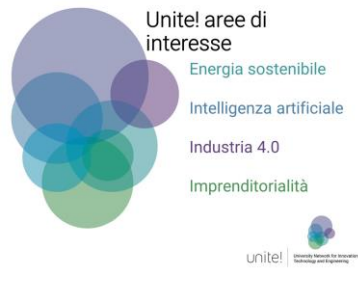 Unite! aree di
interesse
Energia sostenibile
Intelligenza artificiale
Industria 4.0
Imprenditorialità
unite!
University Network for Innovation
Technology and Engineering